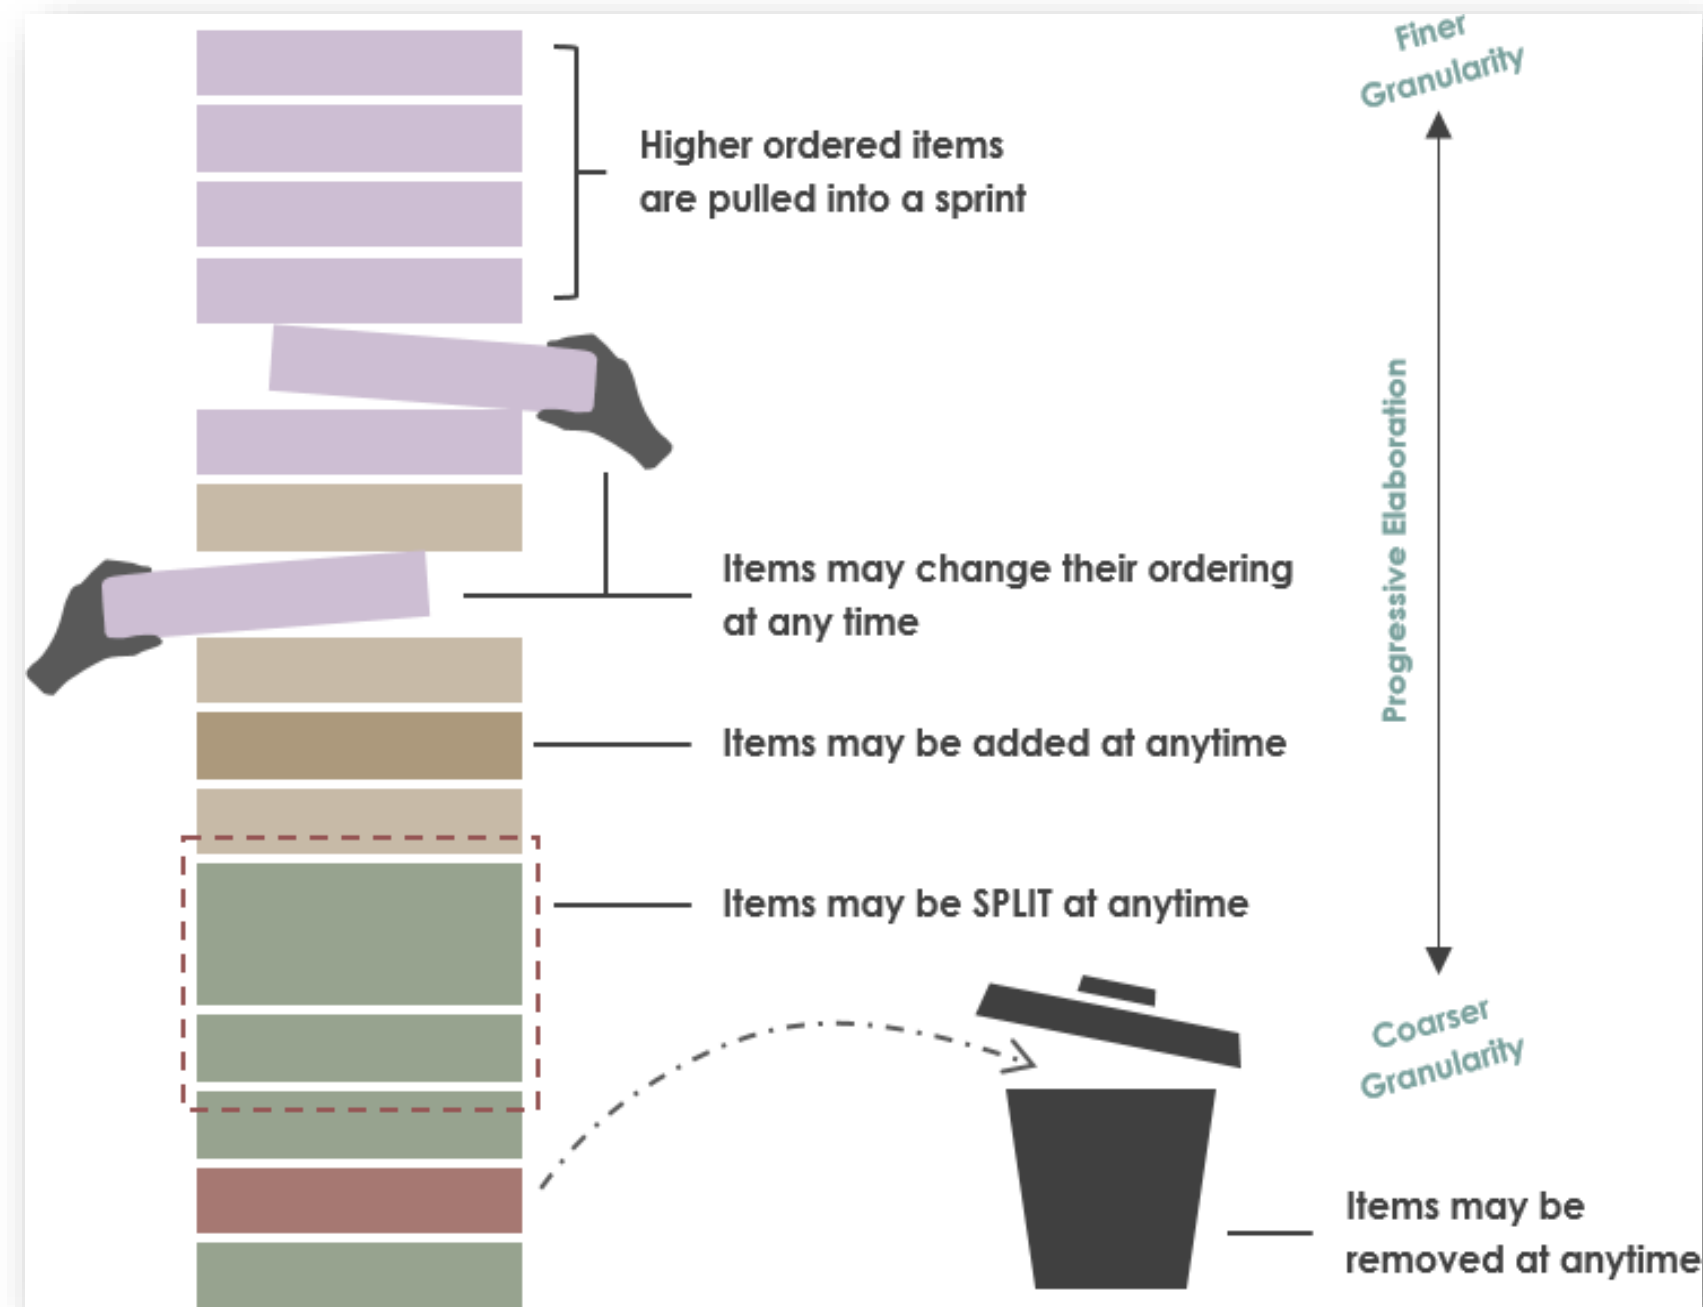 Finer
Granularity
Higher ordered items
are pulled into a sprint
Progressive Elaboration
Items may change their ordering
at any time
Items may be added at anytime
Items may be SPLIT at anytime
Coarser
Granularity
Items may be
removed at anytime